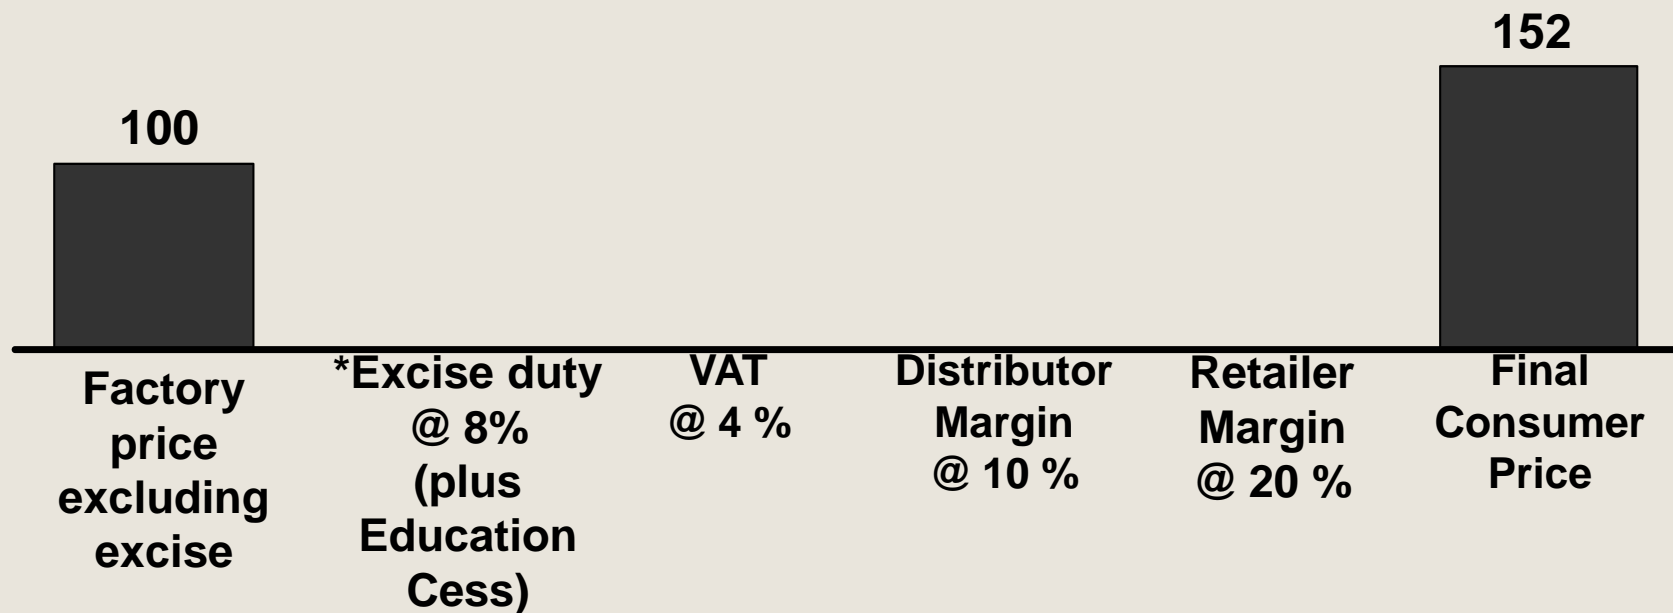 100
152
Factory
price
excluding
excise
*Excise duty
@ 8%
(plus
Education
Cess)
VAT
@ 4 %
Distributor
Margin
@ 10 %
Retailer
Margin
@ 20 %
Final
Consumer
Price